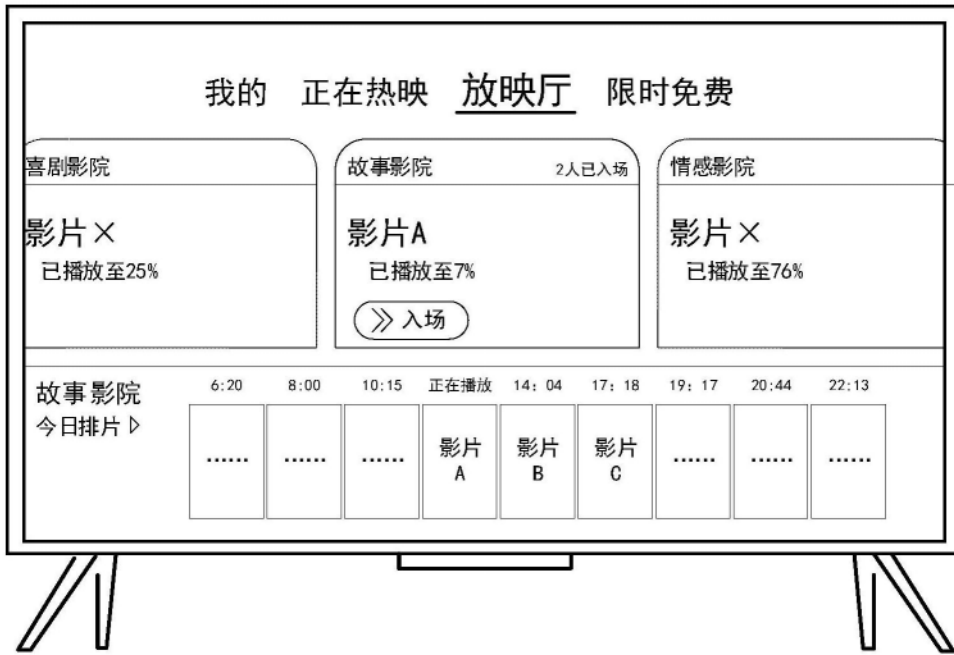 我的 正在热映 放映厅 限时免费
喜剧影院
影片×
已播放至25%
故事影院 2人已入场
影片A
已播放至7%
入场
情感影院
影片×
已播放至76%
故事影院
今日排片
6:20 8:00 10:15 正在播放 14: 04 17: 18 19: 17 20:44 22:13
...... ...... ...... 影片 影片 影片 ...... ...... ......
A B C